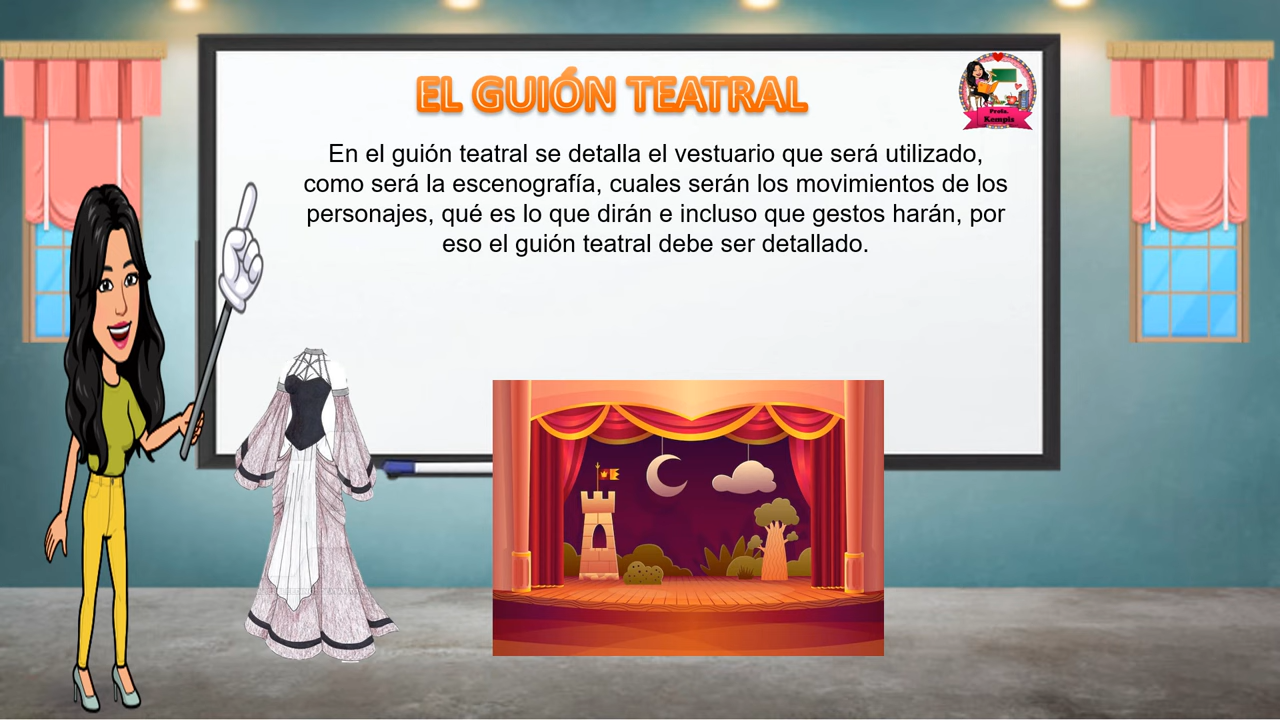 EL GUIÓN TEATRAL
Profa.
Kempis
En el guión teatral se detalla el vestuario que será utilizado,
como será la escenografía, cuales serán los movimientos de los
personajes, qué es lo que dirán e incluso que gestos harán, por
eso el guión teatral debe ser detallado.